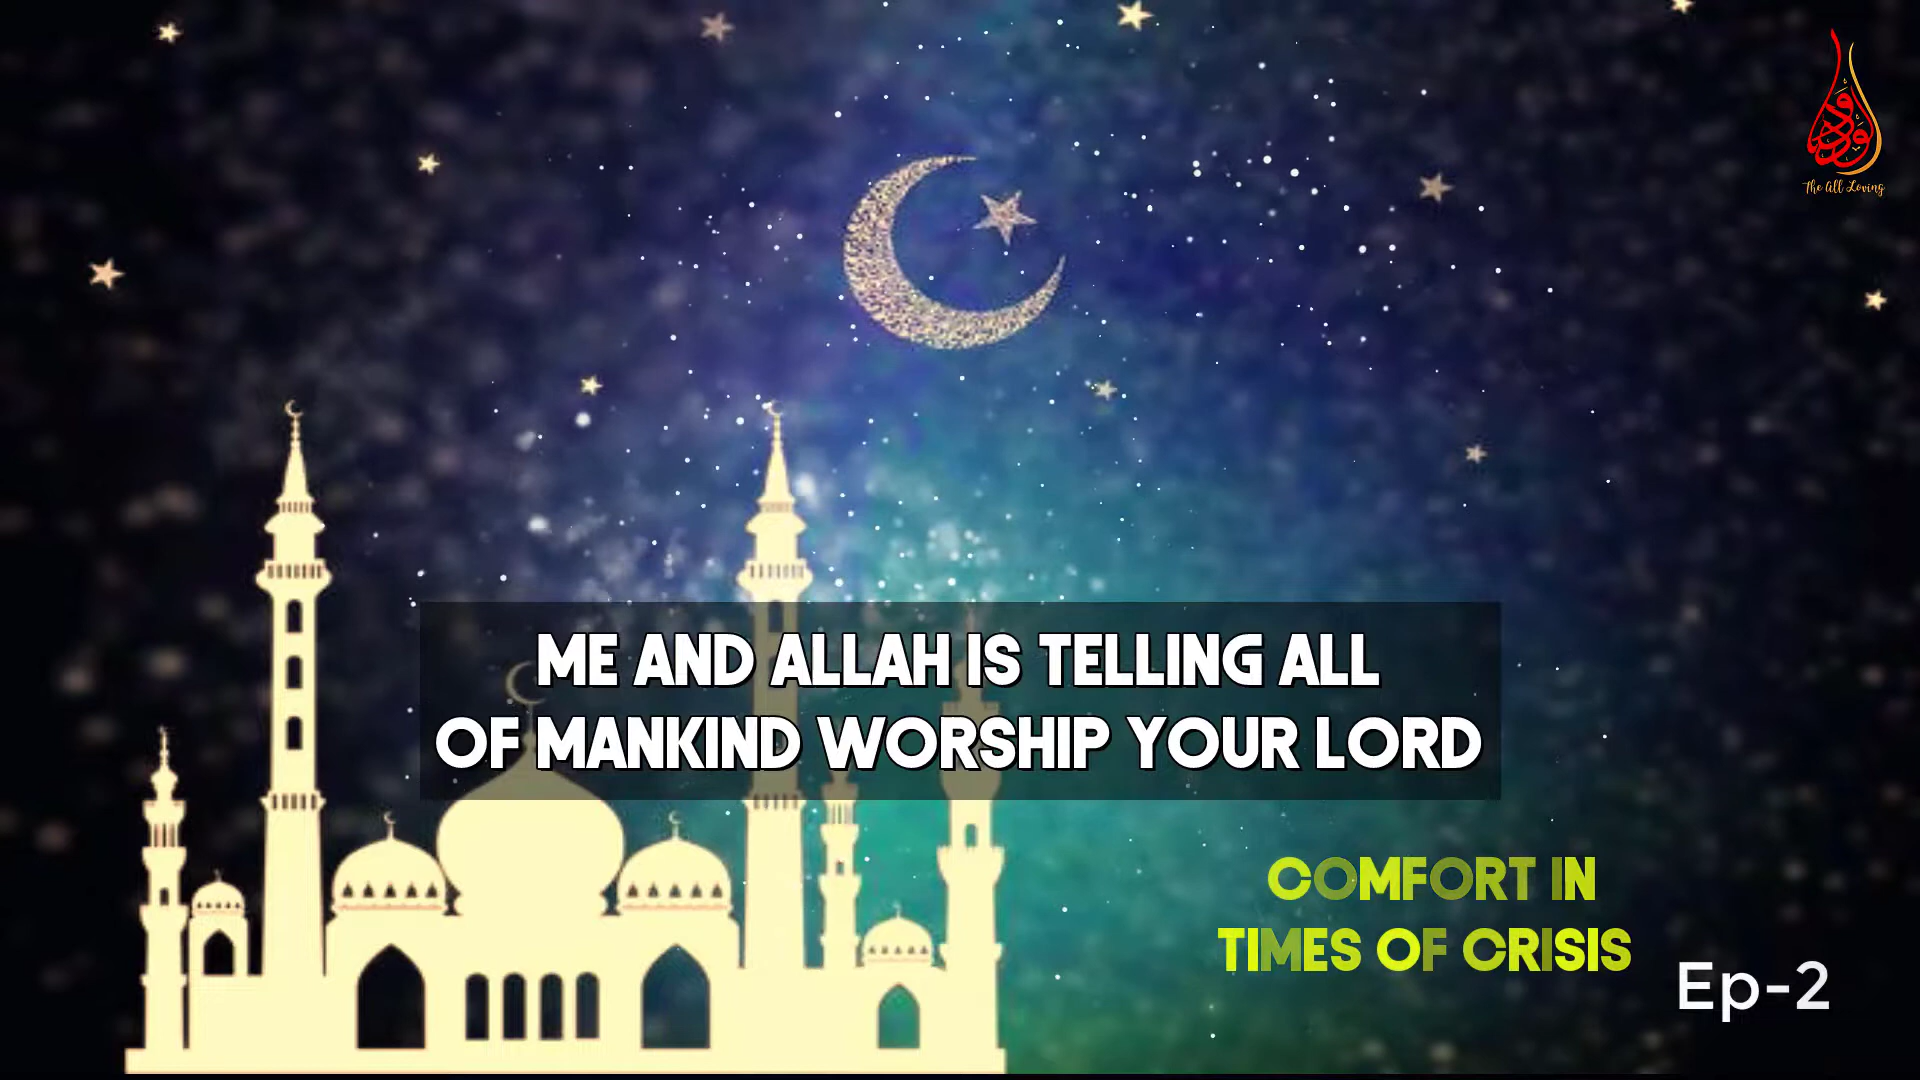 الودود
The All Loving
ME AND ALLAH IS TELLING ALL
OF MANKIND WORSHIP YOUR LORD
COMFORT IN
TIMES OF CRISIS
Ep-2